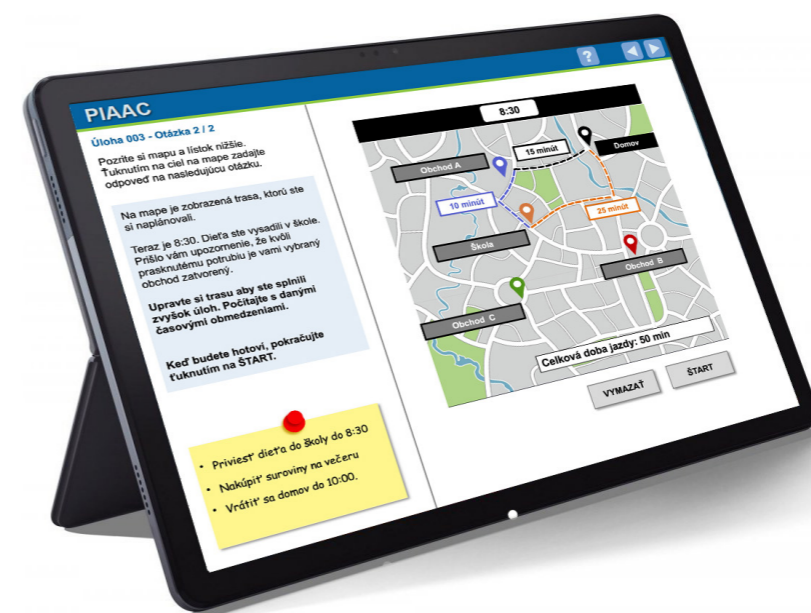 PIAAC
?
Úloha 003 - Otázka 2 / 2
Pozrite si mapu a lístok nižšie.
Ťuknutím na ciel na mape zadajte
odpoveď na nasledujúcu otázku.
Na mape je zobrazená trasa, ktorú ste
si naplánovali.
Teraz je 8:30. Dieťa ste vysadili v škole.
Prišlo vám upozornenie, že kvôli
prasknutému potrubiu je vami vybraný
obchod zatvorený.
Upravte si trasu aby ste splnili
zvyšok úloh. Počítajte s danými
časovými obmedzeniami.
Keď budete hotoví, pokračujte
ťuknutím na ŠTART.
• Priviesť dieťa do školy do 8:30
• Nakúpiť suroviny na večeru
• Vrátiť sa domov do 10:00.
8:30
15 minút
Domov
Obchod A
10 minút
25 minút
Škola
Obchod B
Obchod C
Celková doba jazdy: 50 min
VYMAZAŤ
ŠTART